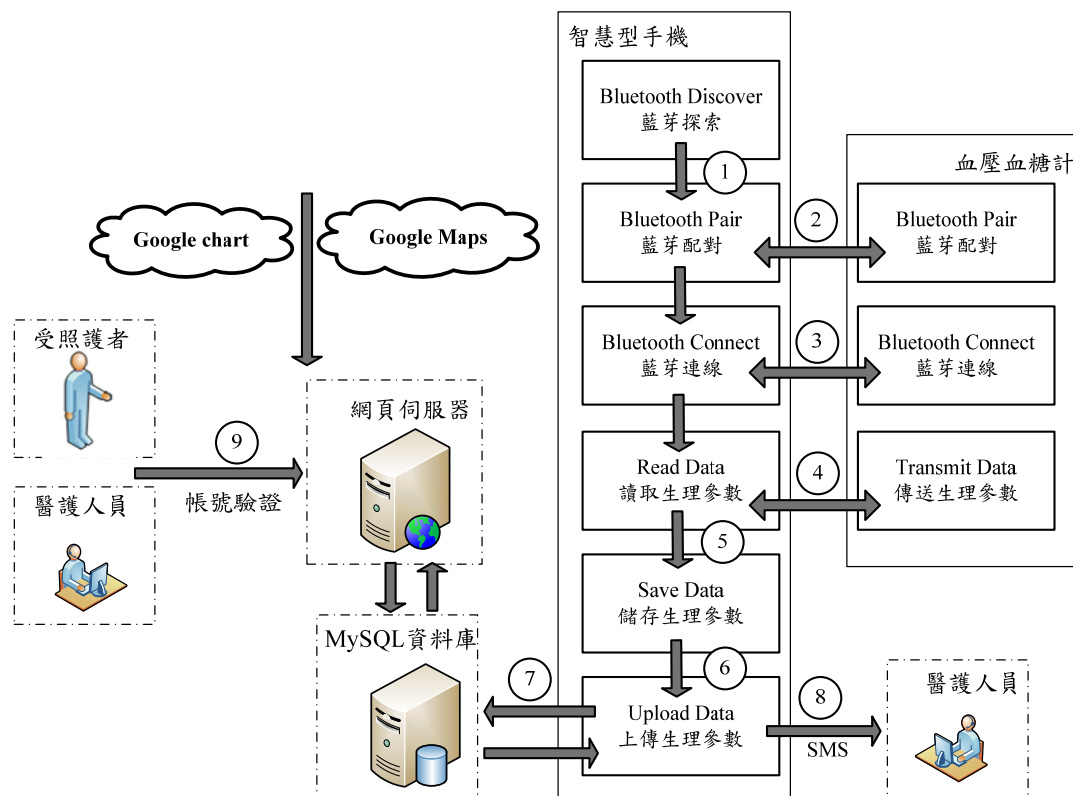 智慧型手機
Bluetooth Discover
藍芽探索
1
Bluetooth Pair
藍芽配對
2
Bluetooth Connect
藍芽連線
3
Read Data
讀取生理參數
4
5
Save Data
儲存生理參數
6
Upload Data
上傳生理參數
血壓血糖計
Bluetooth Pair
藍芽配對
Bluetooth Connect
藍芽連線
Transmit Data
傳送生理參數
Google chart
Google Maps
受照護者
醫護人員
9
帳號驗證
網頁伺服器
MySQL資料庫
7
8
SMS
醫護人員